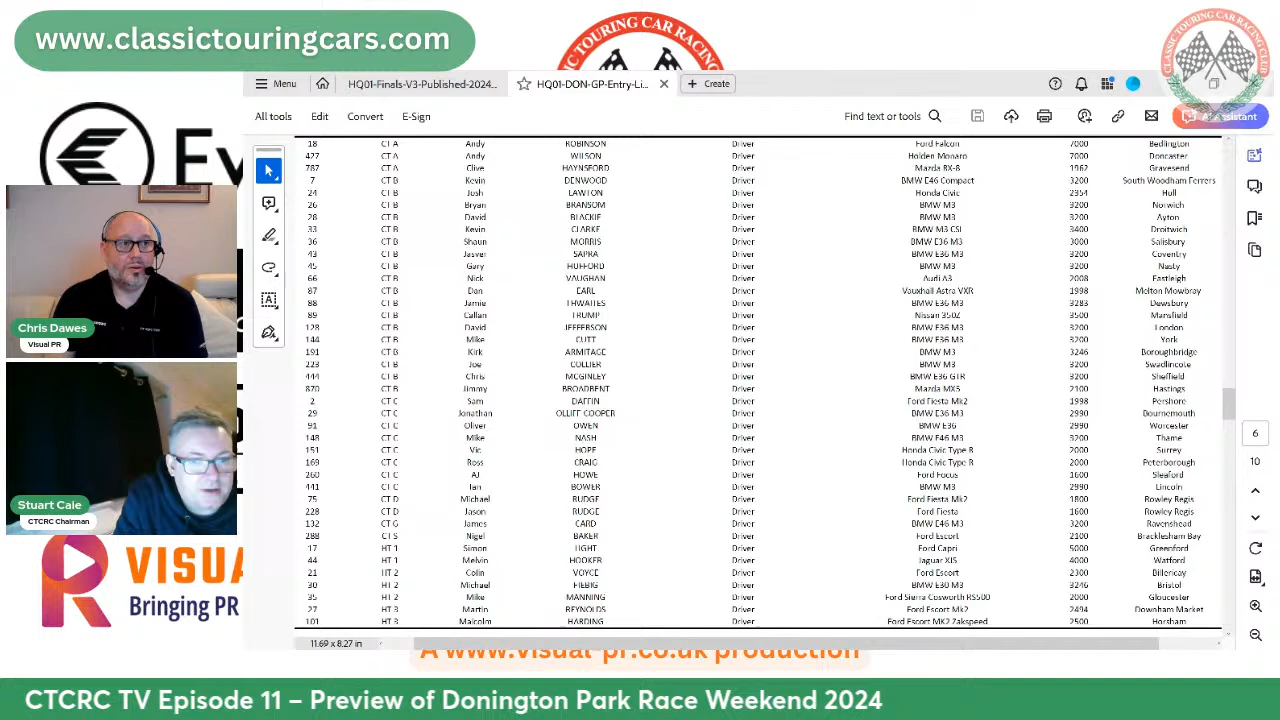 www.classictouringcars.com
CLASSIC TOURING CAR RACING
CLASSIC TOURING CAR RACING CLUB
Menu HQ01-Finals-V3-Published-2024... HQ01-DON-GP-Entry-Li... Create
All tools Edit Convert E-Sign Find text or tools AI Assistant
18 CT A Andy ROBINSON Driver Ford Falcon 7000 Bedlington
427 CT A Andy WILSON Driver Holden Monaro 7000 Doncaster
787 CT A Clive HAYNSFORD Driver Mazda RX-8 1962 Gravesend
7 CT B Kevin DENWOOD Driver BMW E46 Compact 3200 South Woodham Ferrers
24 CT B Josh LAWTON Driver Honda Civic 2354 Hull
26 CT B Bryan BRANSOM Driver BMW M3 3200 Norwich
28 CT B David BLACKIE Driver BMW M3 3200 Ayton
33 CT B Kevin CLARKE Driver BMW M3 CSL 3400 Droitwich
36 CT B Shaun MORRIS Driver BMW E36 M3 3000 Salisbury
43 CT B Jasver SAPRA Driver BMW E36 M3 3200 Coventry
45 CT B Gary HUFFORD Driver BMW M3 3200 Nasty
66 CT B Nick VAUGHAN Driver Audi A3 2008 Eastleigh
87 CT B Dan EARL Driver Vauxhall Astra VXR 1998 Melton Mowbray
88 CT B Jamie THWAITES Driver BMW E36 M3 3283 Dewsbury
89 CT B Callan TRUMP Driver Nissan 350Z 3500 Mansfield
128 CT B David JEFFERSON Driver BMW E36 M3 3200 London
144 CT B Mike CUTT Driver BMW E36 M3 3200 York
191 CT B Kirk ARMITAGE Driver BMW M3 3246 Boroughbridge
223 CT B Joe COLLIER Driver BMW M3 3200 Swadlincote
444 CT B Chris MCGINLEY Driver BMW E36 GTR 3200 Sheffield
870 CT B Jimmy BROADBENT Driver Mazda MX5 2100 Hastings
2 CT C Sam DAFFIN Driver Ford Fiesta Mk2 1998 Pershore
29 CT C Jonathan OLLIFF COOPER Driver BMW E36 M3 2990 Bournemouth
91 CT C Oliver OWEN Driver BMW E36 2990 Worcester
148 CT C Mike NASH Driver BMW E46 M3 3200 Thame
151 CT C Vic HOPE Driver Honda Civic Type R 2000 Surrey
169 CT C Ross CRAIG Driver Honda Civic Type R 2000 Peterborough
260 CT C AJ HOWE Driver Ford Focus 1600 Sleaford
441 CT C Ian BOWER Driver BMW M3 2990 Lincoln
75 CT D Michael RUDGE Driver Ford Fiesta Mk2 1800 Rowley Regis
228 CT D Jason RUDGE Driver Ford Fiesta 1600 Rowley Regis
132 CT G James CARD Driver BMW E46 M3 3200 Ravenshead
288 CT S Nigel BAKER Driver Ford Escort 2100 Bracklesham Bay
17 HT 1 Simon LIGHT Driver Ford Capri 5000 Greenford
44 HT 1 Melvin HOOKER Driver Jaguar XJS 4000 Watford
21 HT 2 Colin VOYCE Driver Ford Escort 2300 Billericay
30 HT 2 Michael FIEBIG Driver BMW E30 M3 3246 Bristol
35 HT 2 Mike MANNING Driver Ford Sierra Cosworth RS500 2000 Gloucester
27 HT 3 Martin REYNOLDS Driver Ford Escort Mk2 2494 Downham Market
101 HT 3 Malcolm HARDING Driver Ford Escort MK2 Zakspeed 2500 Horsham
6
10
11.69 x 8.27 in
Chris Dawes
Visual PR
Stuart Caie
CTCRC Chairman
VISUA
Bringing PR
A www.visual-pr.co.uk production
CTCRC TV Episode 11 – Preview of Donington Park Race Weekend 2024